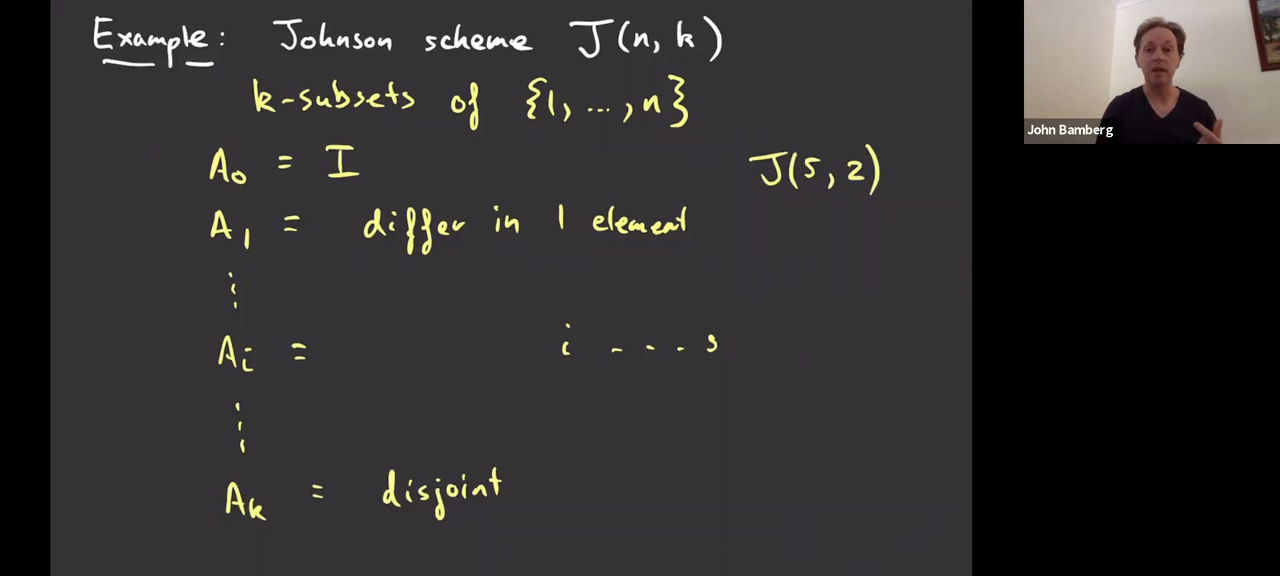 Example: Johnson scheme J(n, k)
k-subsets of {1, ..., n}
A₀ = I
J(5, 2)
A₁ = differ in 1 element
⋮
Aᵢ = i - - - s
⋮
Aₖ = disjoint
John Bamberg